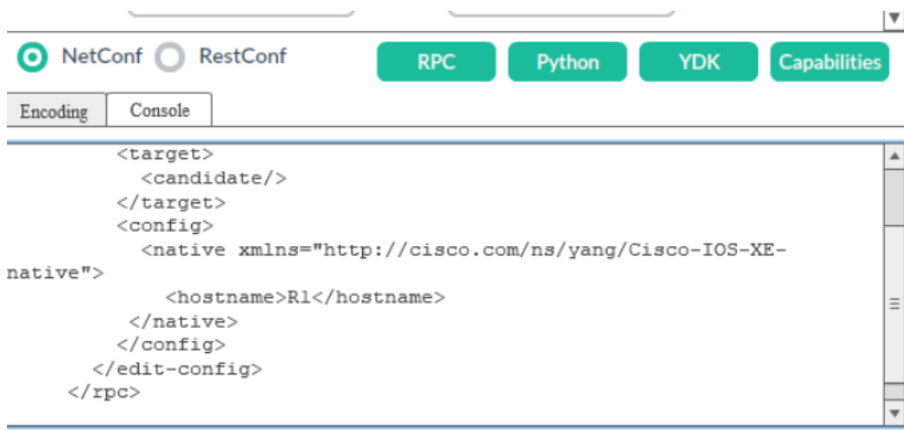 NetConf RestConf RPC Python YDK Capabilities
Encoding Console
<target>
<candidate/>
</target>
<config>
<native xmlns="http://cisco.com/ns/yang/Cisco-IOS-XE-
native">
<hostname>R1</hostname>
</native>
</config>
</edit-config>
</rpc>